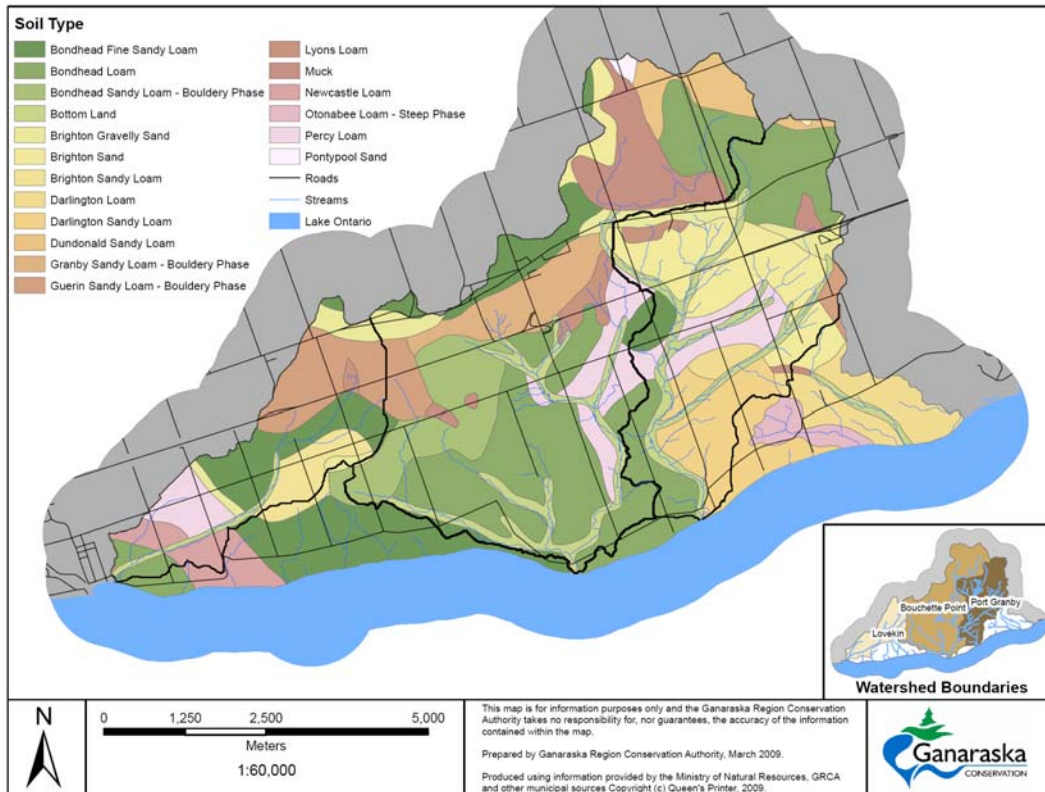 Soil Type
Bondhead Fine Sandy Loam
Bondhead Loam
Bondhead Sandy Loam - Bouldery Phase
Bottom Land
Brighton Gravelly Sand
Brighton Sand
Brighton Sandy Loam
Darlington Loam
Darlington Sandy Loam
Dundonald Sandy Loam
Granby Sandy Loam - Bouldery Phase
Guerin Sandy Loam - Bouldery Phase
Lyons Loam
Muck
Newcastle Loam
Otonabee Loam - Steep Phase
Percy Loam
Pontypool Sand
Roads
Streams
Lake Ontario
Bouchette Point
Port Granby
Lovekin
Watershed Boundaries
N
0 1,250 2,500 5,000
Meters
1:60,000
This map is for information purposes only and the Ganaraska Region Conservation
Authority takes no responsibility for, nor guarantees, the accuracy of the information
contained within the map.
Prepared by Ganaraska Region Conservation Authority, March 2009.
Produced using information provided by the Ministry of Natural Resources, GRCA
and other municipal sources Copyright (c) Queen's Printer, 2009.
Ganaraska
CONSERVATION